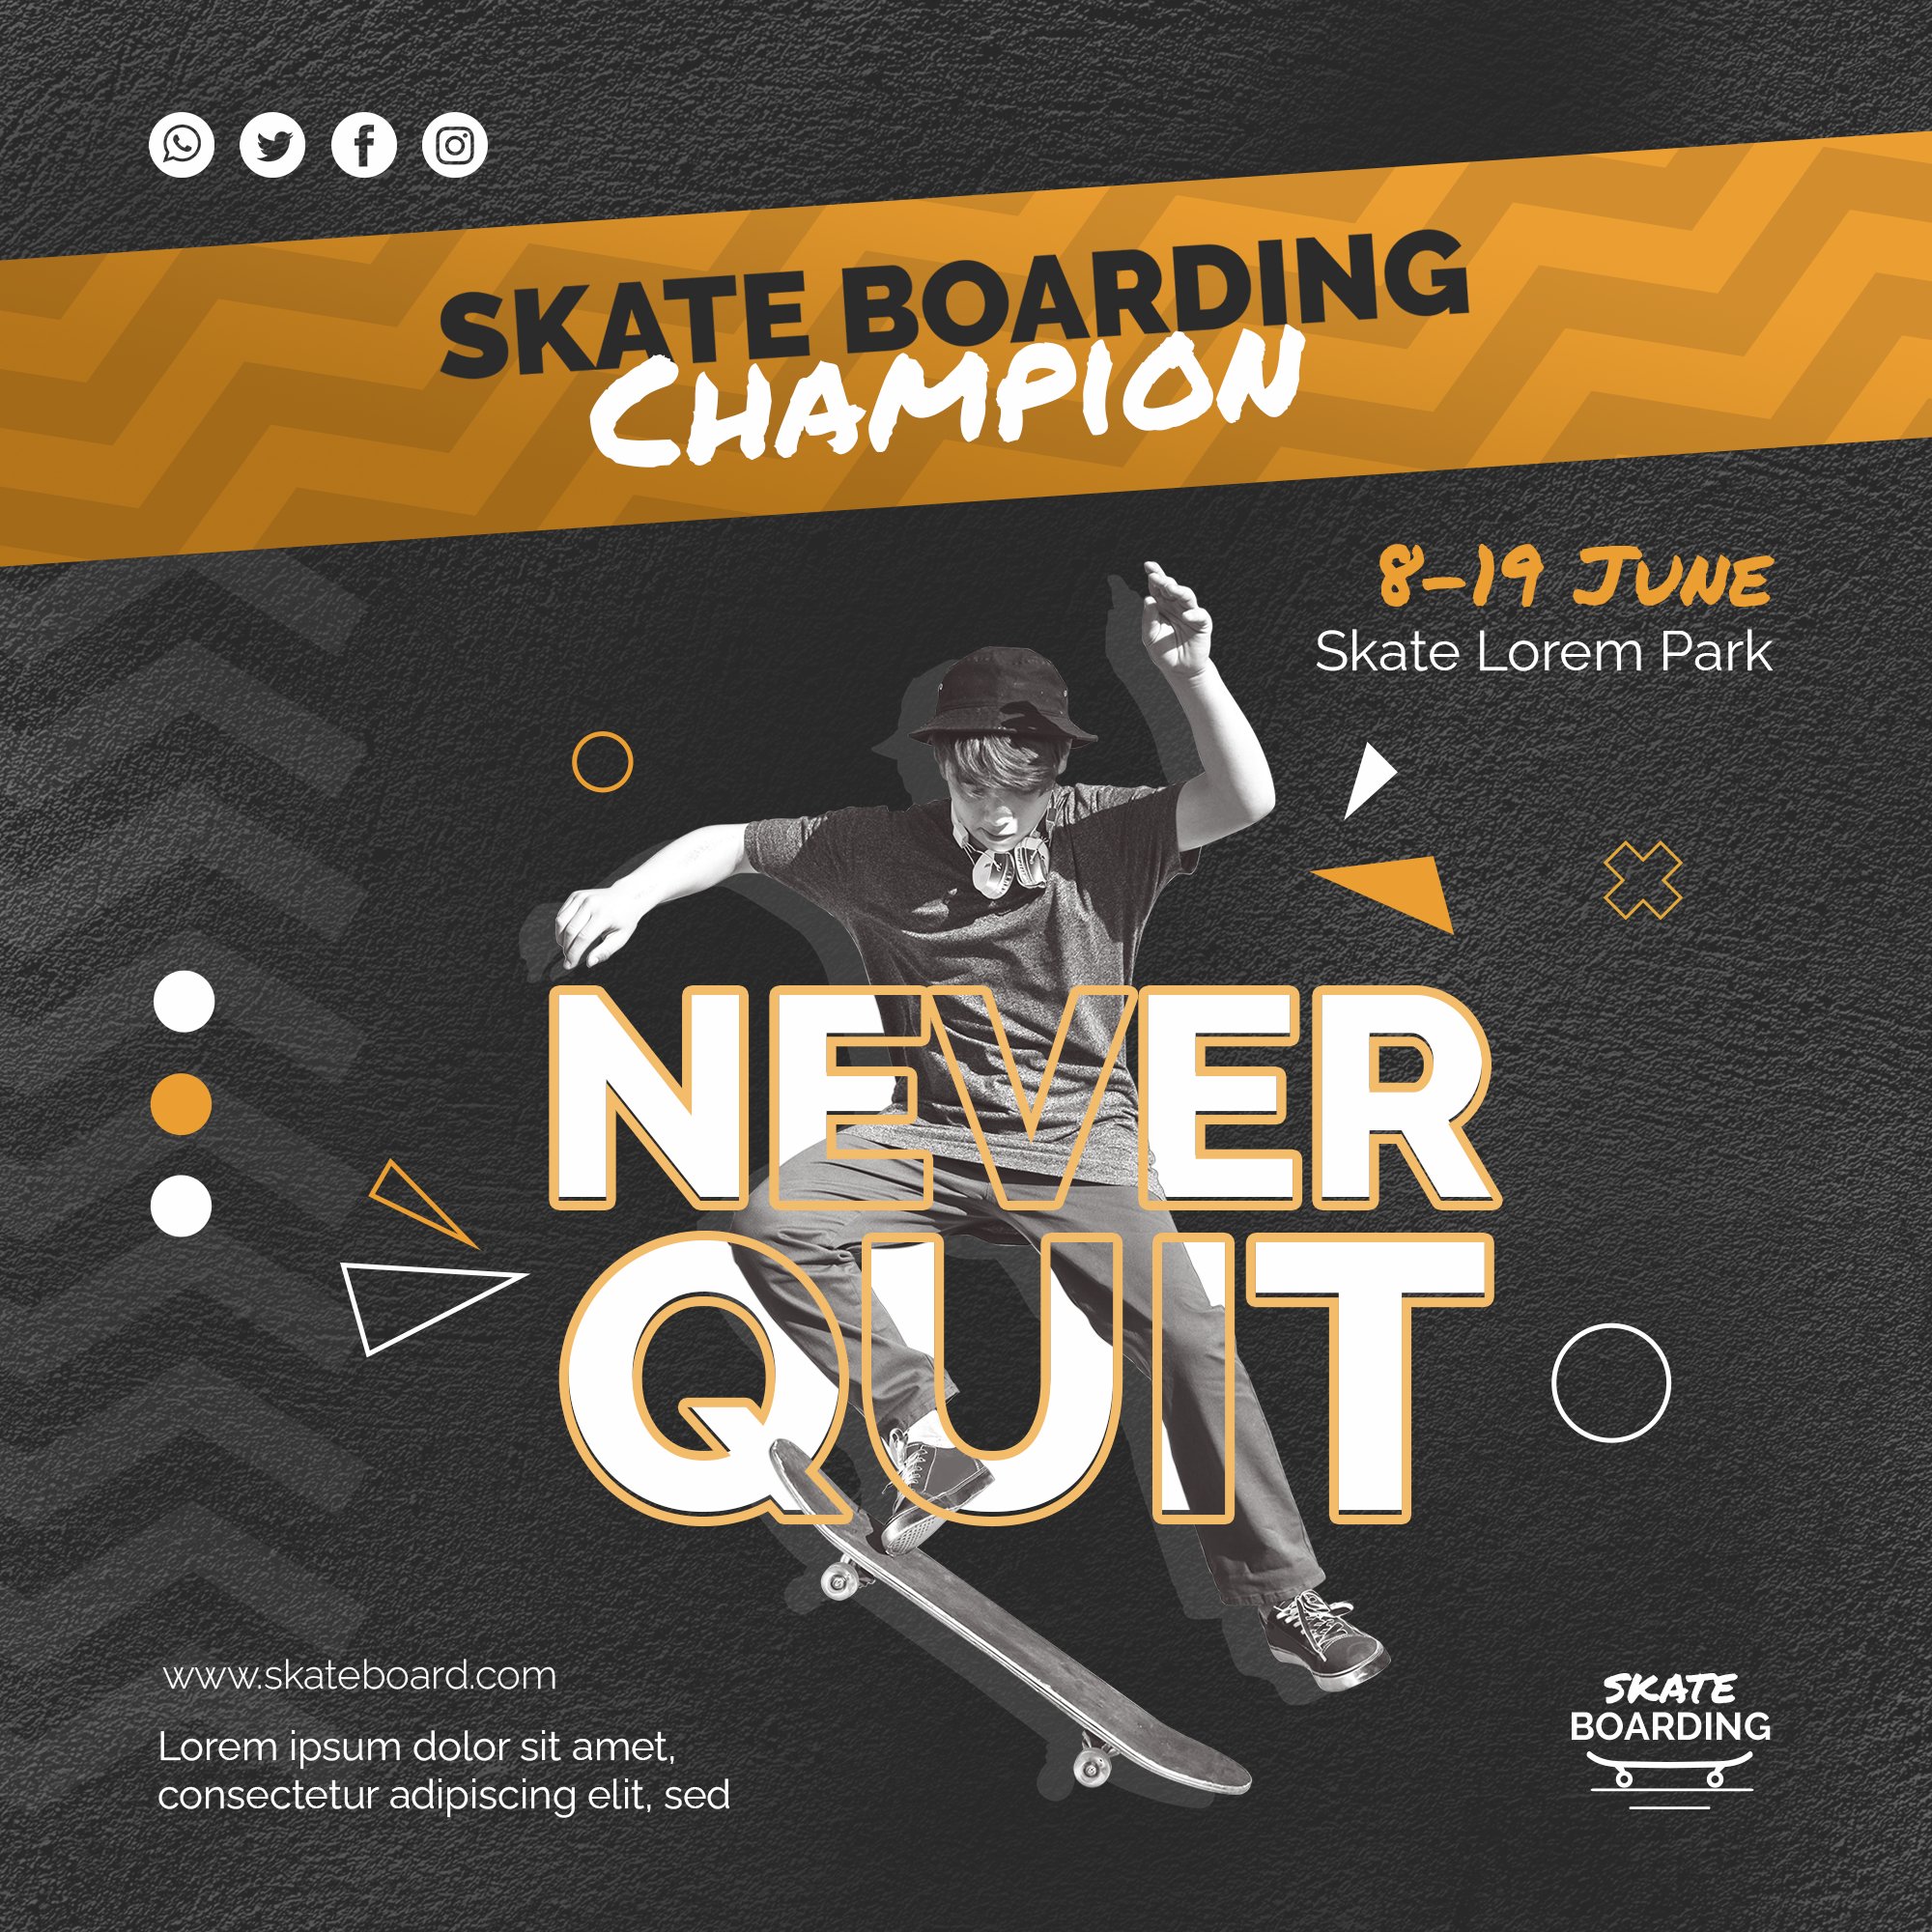 SKATE BOARDING
CHAMPION
8-19 JUNE
Skate Lorem Park
NEVER
QUIT
www.skateboard.com
Lorem ipsum dolor sit amet,
consectetur adipiscing elit, sed
SKATE
BOARDING